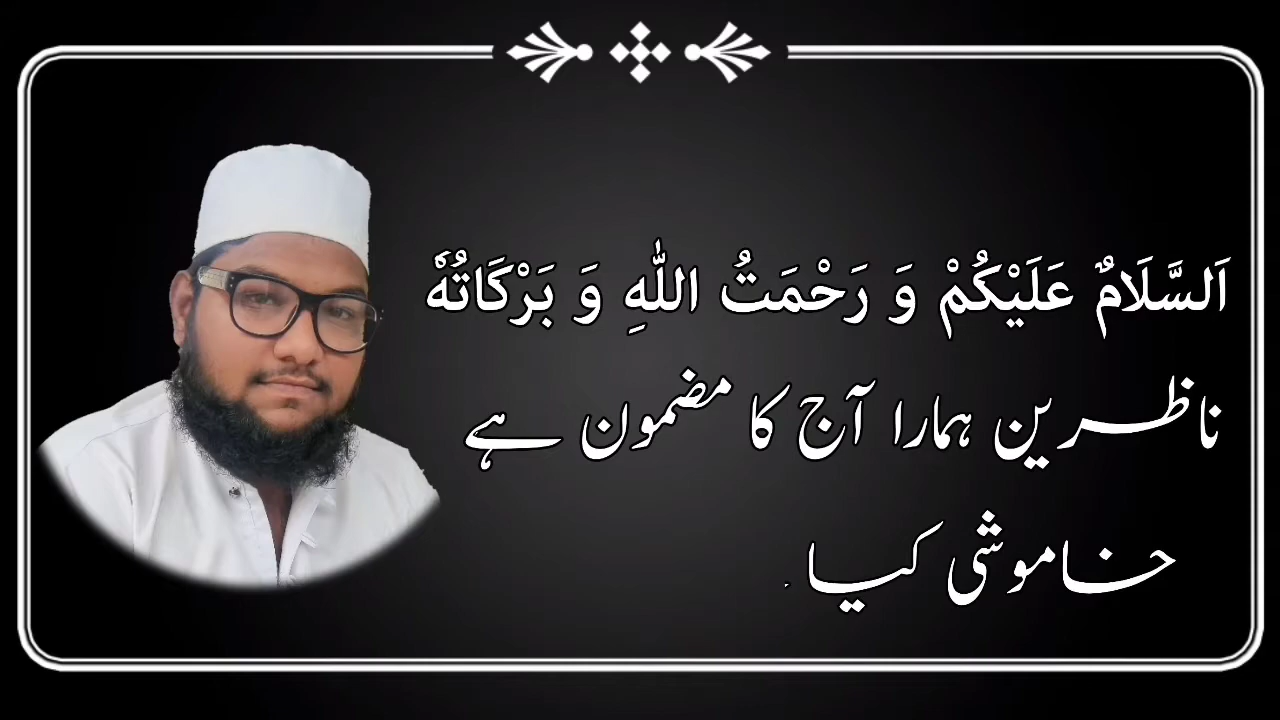 اَلسَّلَامٌ عَلَيْكُمْ وَ رَحْمَتُ اللّٰهِ وَ بَرْكَاتُهٗ
ناظرین ہمارا آج کا مضمون ہے
خاموشی کیا